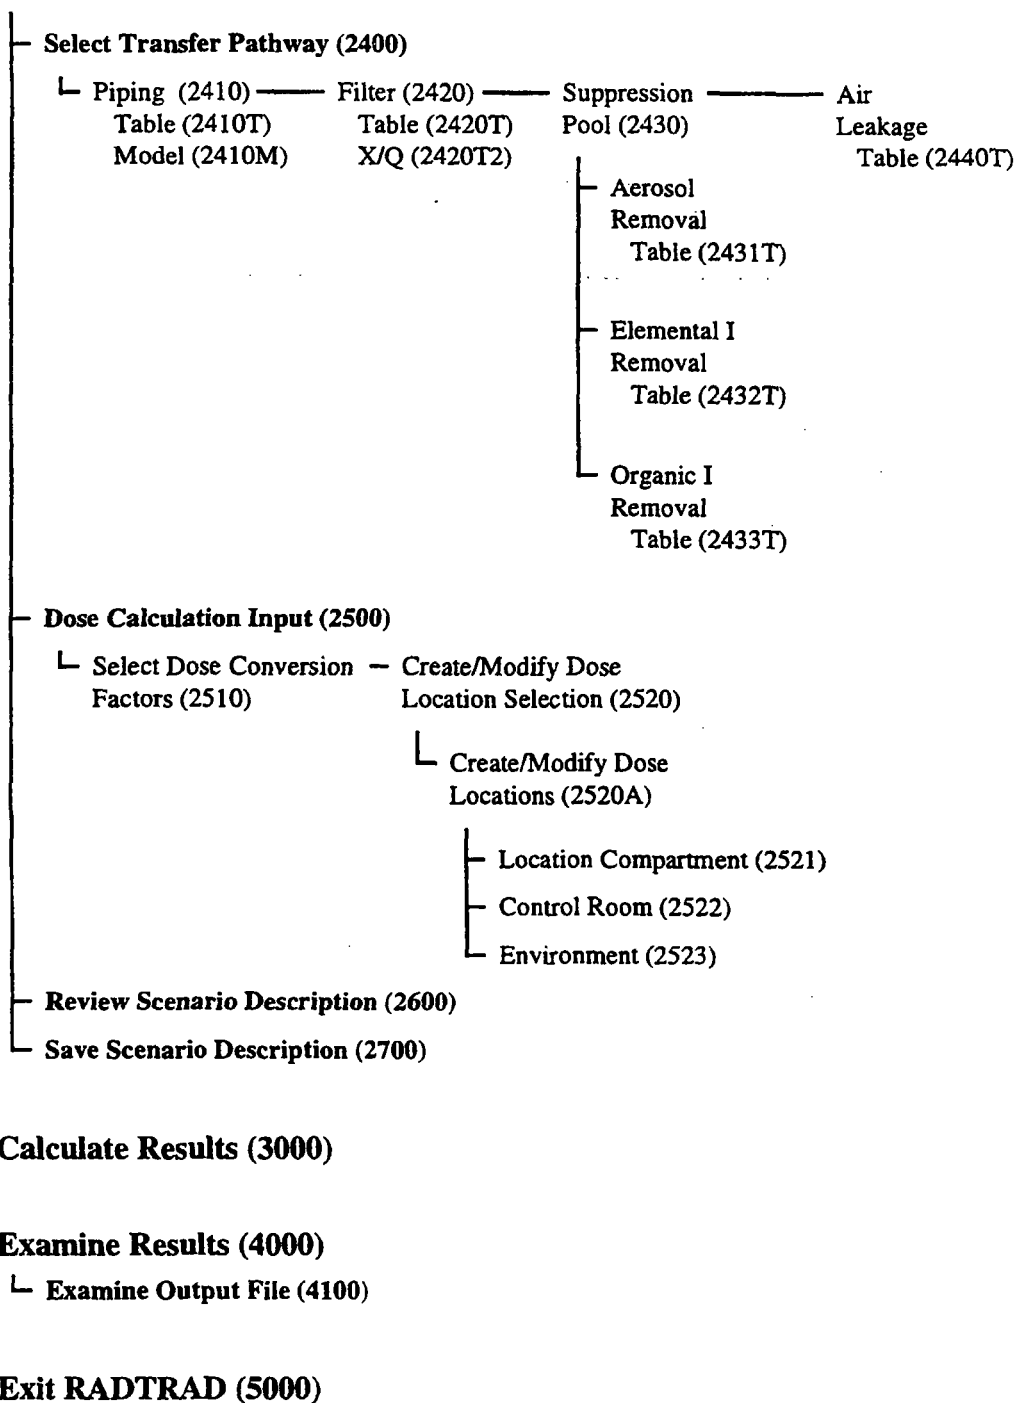 Select Transfer Pathway (2400)
Piping (2410) Filter (2420) Suppression Air
Table (2410T) Table (2420T) Pool (2430) Leakage
Model (2410M) X/Q (2420T2) Table (2440T)
Aerosol
Removal
Table (2431T)
Elemental I
Removal
Table (2432T)
Organic I
Removal
Table (2433T)
Dose Calculation Input (2500)
Select Dose Conversion Create/Modify Dose
Factors (2510) Location Selection (2520)
Create/Modify Dose
Locations (2520A)
Location Compartment (2521)
Control Room (2522)
Environment (2523)
Review Scenario Description (2600)
Save Scenario Description (2700)
Calculate Results (3000)
Examine Results (4000)
Examine Output File (4100)
Exit RADTRAD (5000)